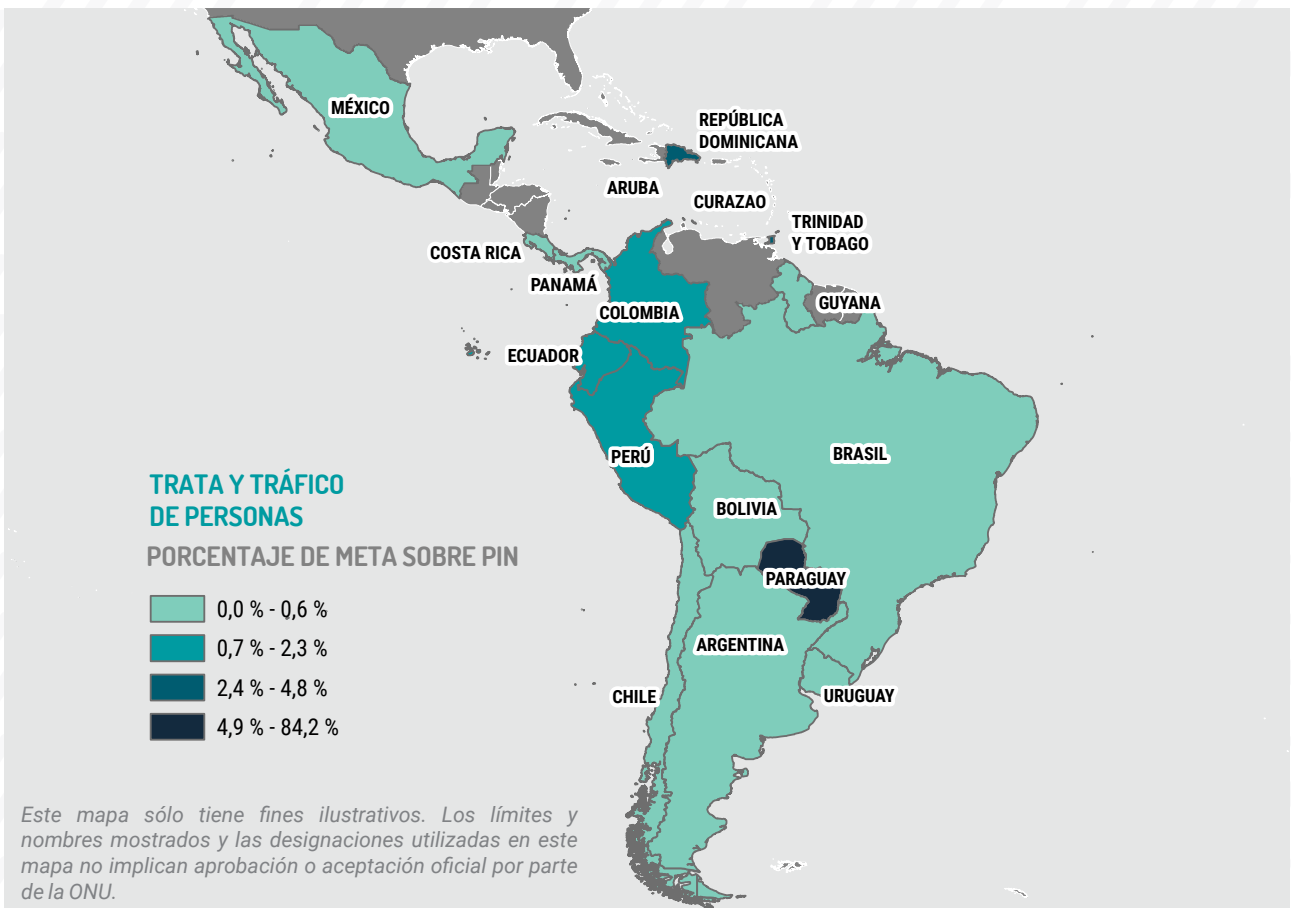 MÉXICO
REPÚBLICA
DOMINICANA
ARUBA
CURAZAO
TRINIDAD
Y TOBAGO
COSTA RICA
PANAMÁ
GUYANA
COLOMBIA
ECUADOR
PERÚ
BRASIL
BOLIVIA
PARAGUAY
ARGENTINA
CHILE
URUGUAY
TRATA Y TRÁFICO
DE PERSONAS
PORCENTAJE DE META SOBRE PIN
0,0 % - 0,6 %
0,7 % - 2,3 %
2,4 % - 4,8 %
4,9 % - 84,2 %
Este mapa sólo tiene fines ilustrativos. Los límites y
nombres mostrados y las designaciones utilizadas en este
mapa no implican aprobación o aceptación oficial por parte
de la ONU.